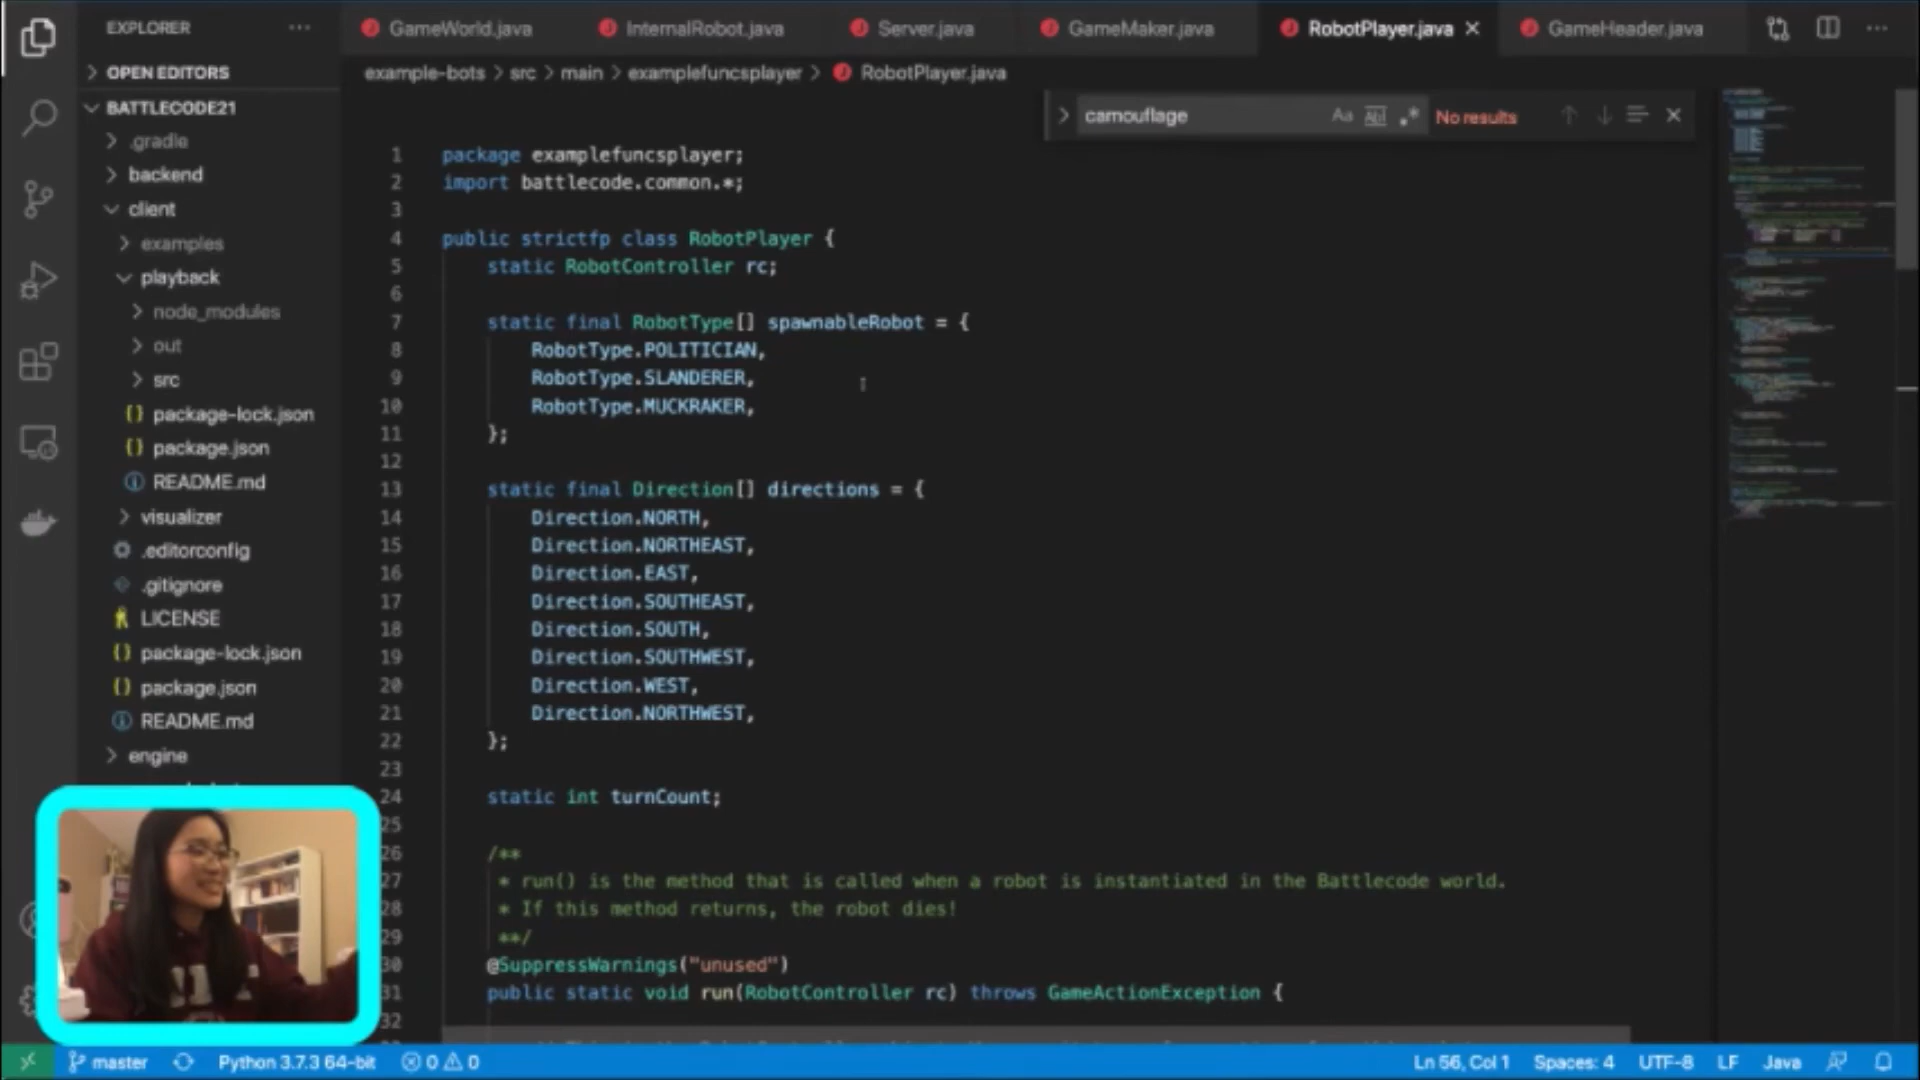 EXPLORER
GameWorld.java
InternalRobot.java
Server.java
GameMaker.java
RobotPlayer.java
GameHeader.java
OPEN EDITORS
example-bots > src > main > examplefuncsplayer > RobotPlayer.java
BATTLECODE21
camouflage
No results
.gradle
backend
client
examples
playback
node_modules
out
src
package-lock.json
package.json
README.md
visualizer
.editorconfig
.gitignore
LICENSE
package-lock.json
package.json
README.md
engine
1 package examplefuncsplayer;
2 import battlecode.common.*;
3
4 public strictfp class RobotPlayer {
5 static RobotController rc;
6
7 static final RobotType[] spawnableRobot = {
8 RobotType.POLITICIAN,
9 RobotType.SLANDERER,
10 RobotType.MUCKRAKER,
11 };
12
13 static final Direction[] directions = {
14 Direction.NORTH,
15 Direction.NORTHEAST,
16 Direction.EAST,
17 Direction.SOUTHEAST,
18 Direction.SOUTH,
19 Direction.SOUTHWEST,
20 Direction.WEST,
21 Direction.NORTHWEST,
22 };
23
24 static int turnCount;
25
26 /**
27 * run() is the method that is called when a robot is instantiated in the Battlecode world.
28 * If this method returns, the robot dies!
29 **/
30 @SuppressWarnings("unused")
31 public static void run(RobotController rc) throws GameActionException {
32
master
Python 3.7.3 64-bit
0
0
Ln 56, Col 1
Spaces: 4
UTF-8
LF
Java